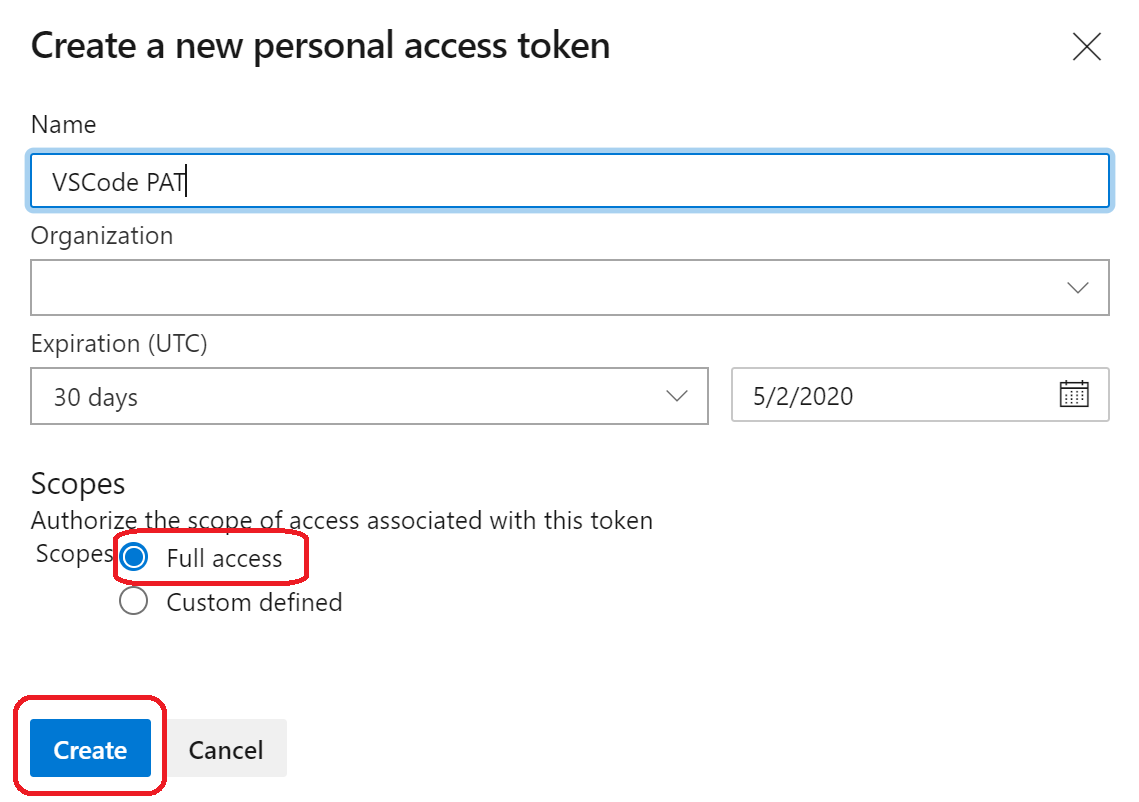 Create a new personal access token
Name
VSCode PAT
Organization
Expiration (UTC)
30 days 5/2/2020
Scopes
Authorize the scope of access associated with this token
Scopes Full access
Custom defined
Create Cancel